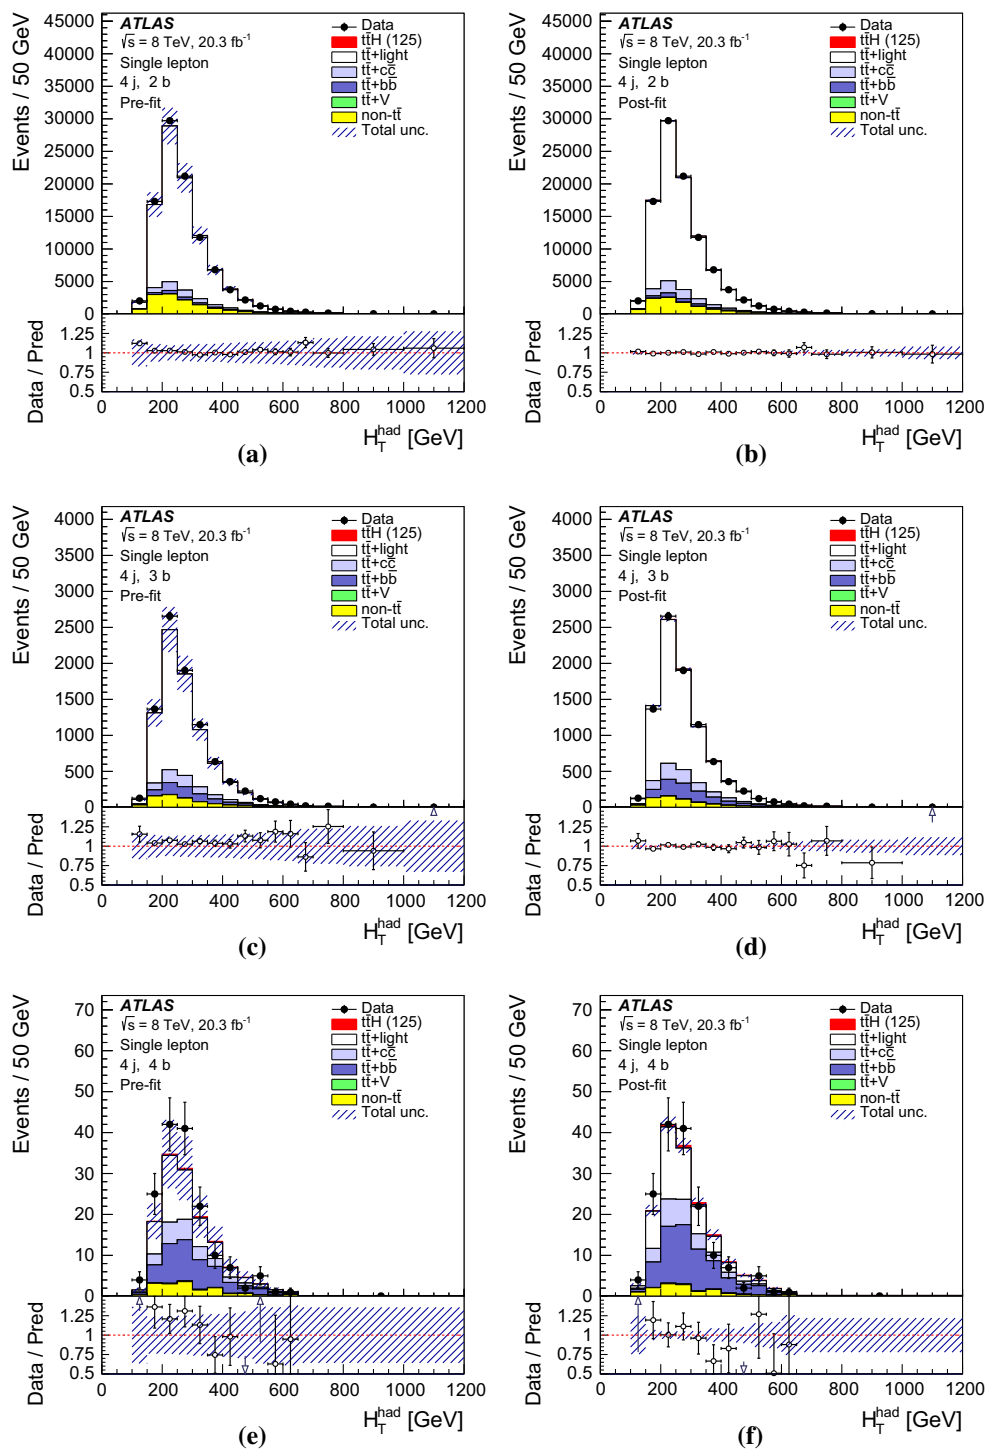 ATLAS
√s = 8 TeV, 20.3 fb⁻¹
Single lepton
4 j, 2 b
Pre-fit
Data
tt̄H (125)
tt̄+light
tt̄+cc̄
tt̄+bb̄
tt̄+V
non-tt̄
Total unc.
Events / 50 GeV
45000
40000
35000
30000
25000
20000
15000
10000
5000
0
Data / Pred
1.25
1
0.75
0.5
0 200 400 600 800 1000 1200
H_T^had [GeV]
(a)
ATLAS
√s = 8 TeV, 20.3 fb⁻¹
Single lepton
4 j, 2 b
Post-fit
Data
tt̄H (125)
tt̄+light
tt̄+cc̄
tt̄+bb̄
tt̄+V
non-tt̄
Total unc.
Events / 50 GeV
45000
40000
35000
30000
25000
20000
15000
10000
5000
0
Data / Pred
1.25
1
0.75
0.5
0 200 400 600 800 1000 1200
H_T^had [GeV]
(b)
ATLAS
√s = 8 TeV, 20.3 fb⁻¹
Single lepton
4 j, 3 b
Pre-fit
Data
tt̄H (125)
tt̄+light
tt̄+cc̄
tt̄+bb̄
tt̄+V
non-tt̄
Total unc.
Events / 50 GeV
4000
3500
3000
2500
2000
1500
1000
500
0
Data / Pred
1.25
1
0.75
0.5
0 200 400 600 800 1000 1200
H_T^had [GeV]
(c)
ATLAS
√s = 8 TeV, 20.3 fb⁻¹
Single lepton
4 j, 3 b
Post-fit
Data
tt̄H (125)
tt̄+light
tt̄+cc̄
tt̄+bb̄
tt̄+V
non-tt̄
Total unc.
Events / 50 GeV
4000
3500
3000
2500
2000
1500
1000
500
0
Data / Pred
1.25
1
0.75
0.5
0 200 400 600 800 1000 1200
H_T^had [GeV]
(d)
ATLAS
√s = 8 TeV, 20.3 fb⁻¹
Single lepton
4 j, 4 b
Pre-fit
Data
tt̄H (125)
tt̄+light
tt̄+cc̄
tt̄+bb̄
tt̄+V
non-tt̄
Total unc.
Events / 50 GeV
70
60
50
40
30
20
10
0
Data / Pred
1.25
1
0.75
0.5
0 200 400 600 800 1000 1200
H_T^had [GeV]
(e)
ATLAS
√s = 8 TeV, 20.3 fb⁻¹
Single lepton
4 j, 4 b
Post-fit
Data
tt̄H (125)
tt̄+light
tt̄+cc̄
tt̄+bb̄
tt̄+V
non-tt̄
Total unc.
Events / 50 GeV
70
60
50
40
30
20
10
0
Data / Pred
1.25
1
0.75
0.5
0 200 400 600 800 1000 1200
H_T^had [GeV]
(f)